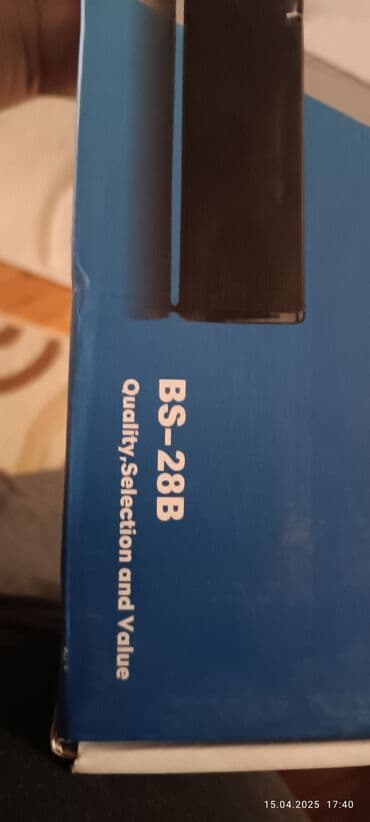 BS-28B
Quality,Selection and Value
15.04.2025 17:40